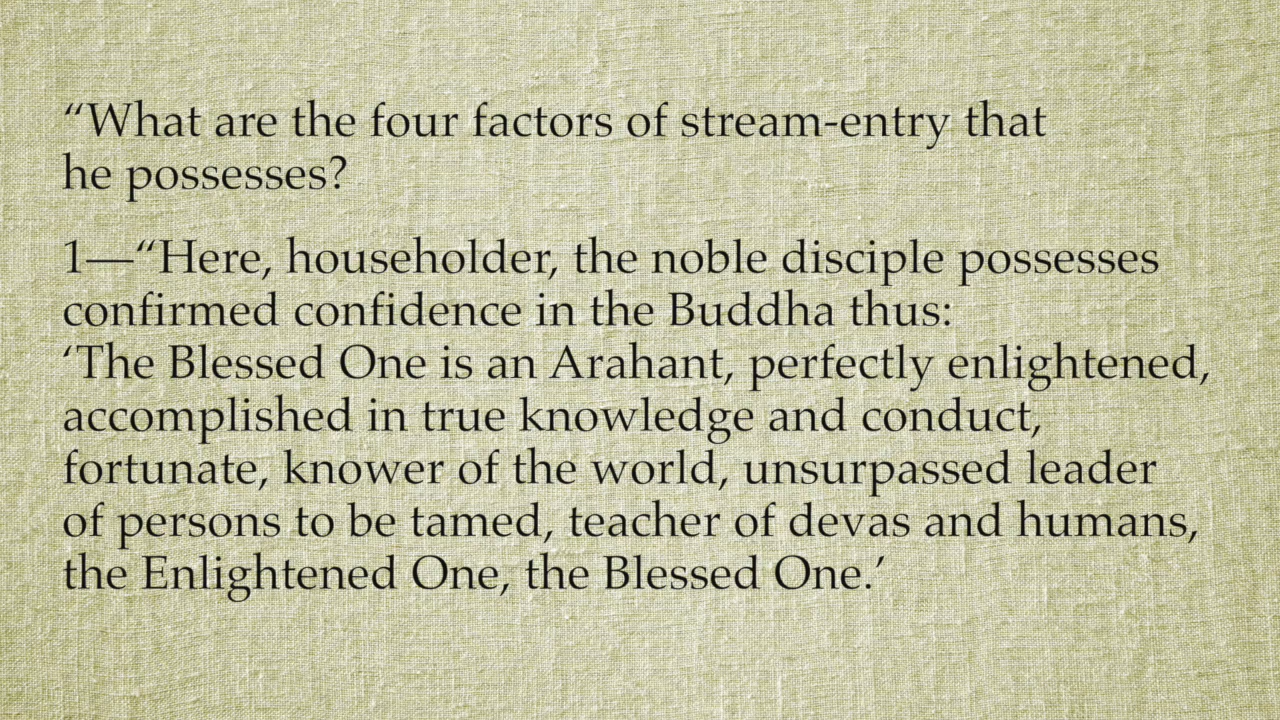 “What are the four factors of stream-entry that
he possesses?
1—“Here, householder, the noble disciple possesses
confirmed confidence in the Buddha thus:
‘The Blessed One is an Arahant, perfectly enlightened,
accomplished in true knowledge and conduct,
fortunate, knower of the world, unsurpassed leader
of persons to be tamed, teacher of devas and humans,
the Enlightened One, the Blessed One.’